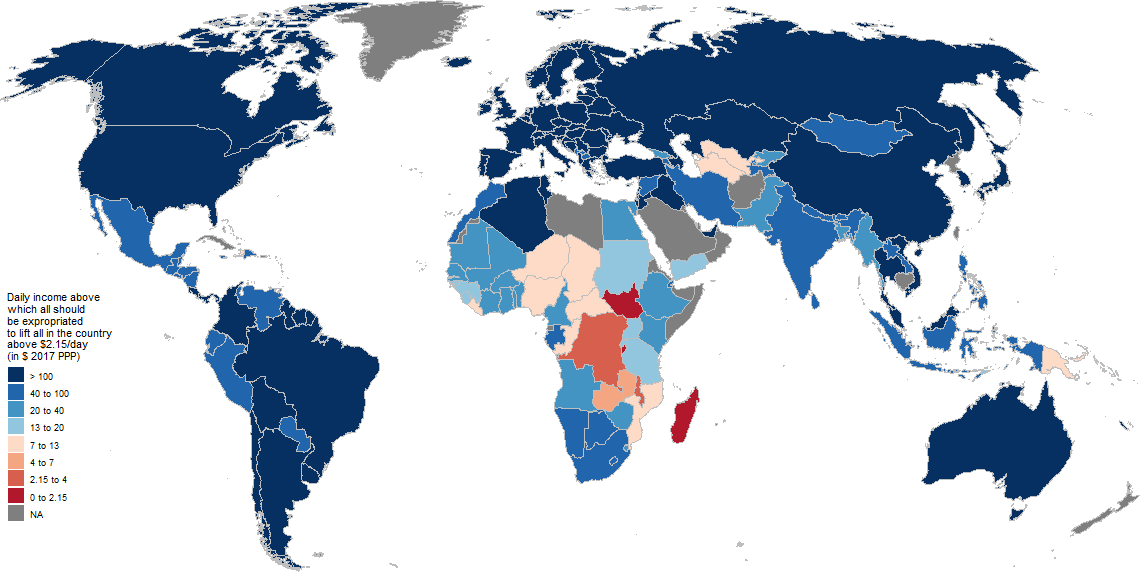 Daily income above
which all should
be expropriated
to lift all in the country
above $2.15/day
(in $ 2017 PPP)
> 100
40 to 100
20 to 40
13 to 20
7 to 13
4 to 7
2.15 to 4
0 to 2.15
NA